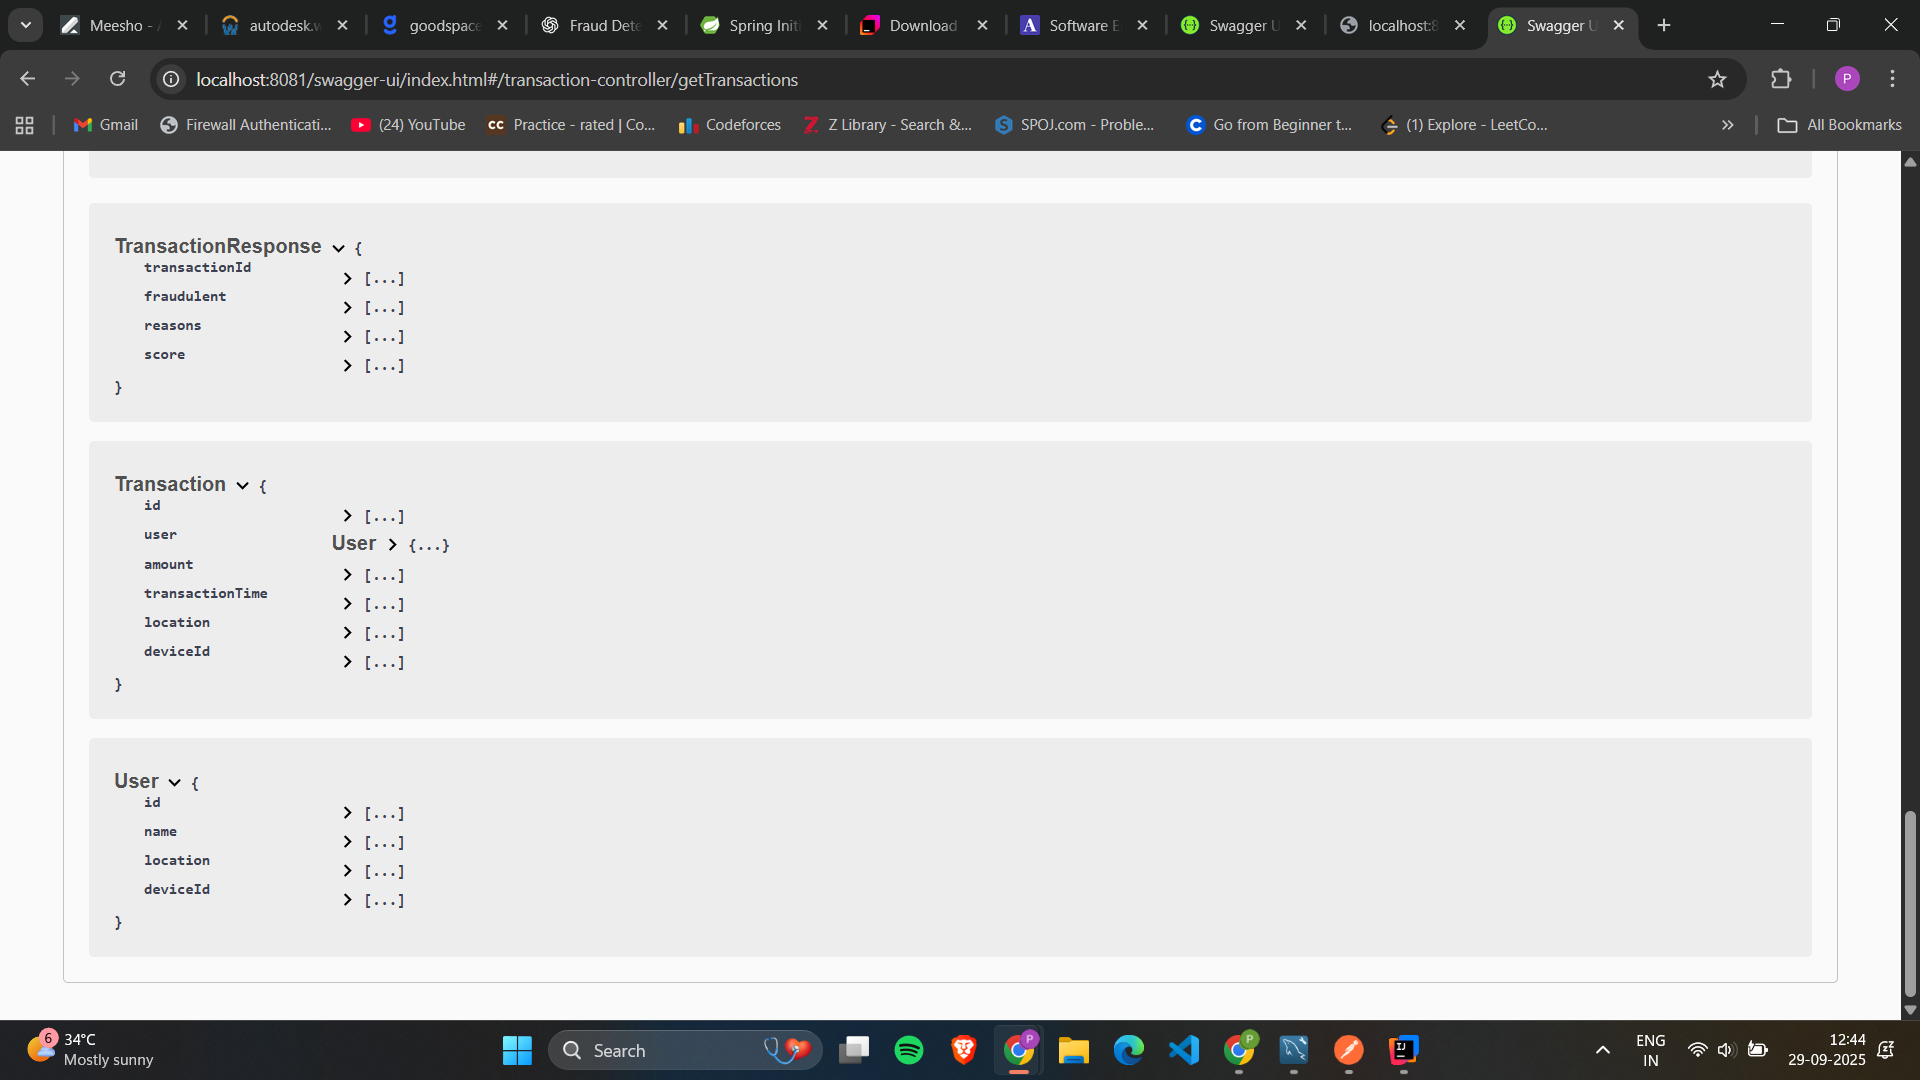 Meesho - A
autodesk.w
goodspace
Fraud Dete
Spring Initi
Download
Software E
Swagger U
localhost:8
Swagger U
localhost:8081/swagger-ui/index.html#/transaction-controller/getTransactions
P
Gmail
Firewall Authenticati...
(24) YouTube
Practice - rated | Co...
Codeforces
Z Library - Search &...
SPOJ.com - Proble...
Go from Beginner t...
(1) Explore - LeetCo...
All Bookmarks
TransactionResponse {
transactionId [...]
fraudulent [...]
reasons [...]
score [...]
}
Transaction {
id [...]
user User {...}
amount [...]
transactionTime [...]
location [...]
deviceId [...]
}
User {
id [...]
name [...]
location [...]
deviceId [...]
}
6
34°C
Mostly sunny
Search
ENG
IN
12:44
29-09-2025